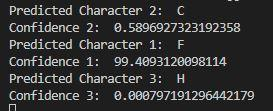 Predicted Character 2:  C
Confidence 2:  0.5896927323192358
Predicted Character 1:  F
Confidence 1:  99.4093120098114
Predicted Character 3:  H
Confidence 3:  0.000797191296442179